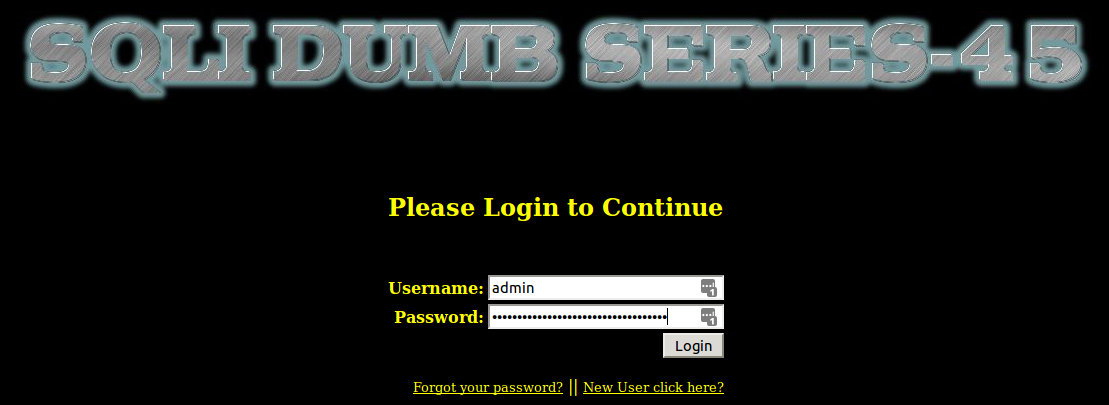 SQLI DUMB SERIES-45
Please Login to Continue
Username: admin
Password: •••••••••••••••••••••••••••••••••••
Login
Forgot your password? || New User click here?